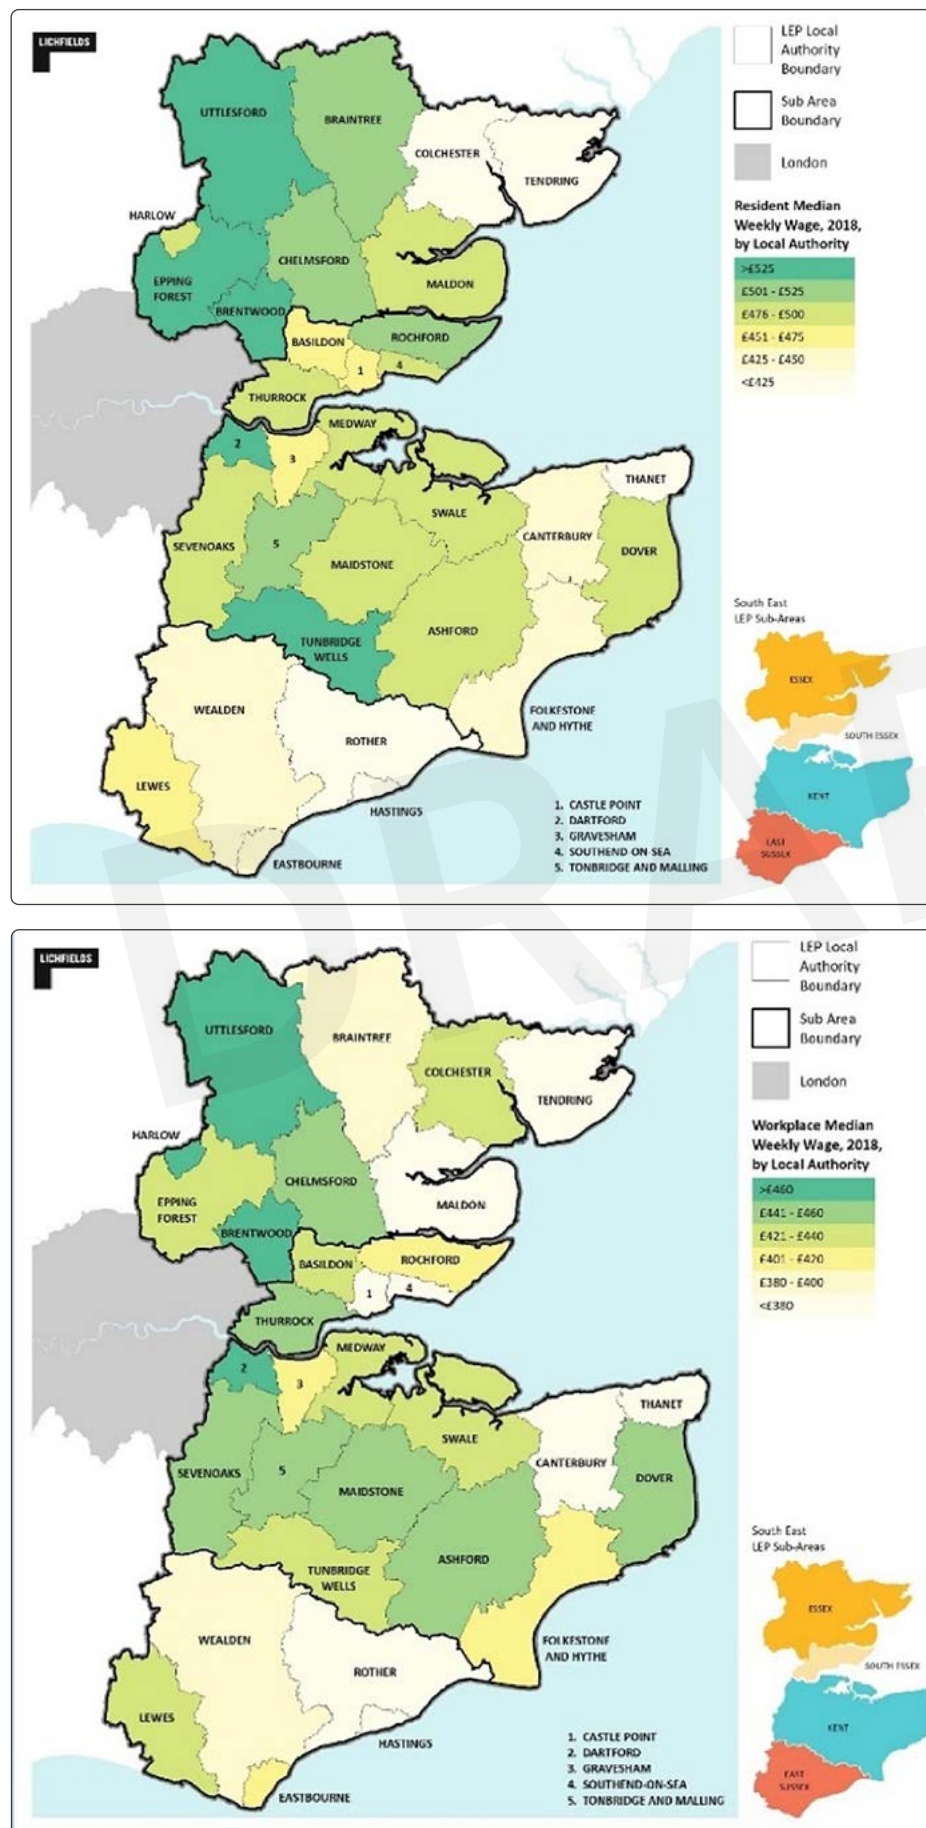 LICHFIELDS
LEP Local
Authority
Boundary
Sub Area
Boundary
London
Resident Median
Weekly Wage, 2018,
by Local Authority
>£525
£501 - £525
£476 - £500
£451 - £475
£425 - £450
<£425
UTTLESFORD
BRAINTREE
COLCHESTER
TENDRING
HARLOW
CHELMSFORD
EPPING
FOREST
MALDON
BRENTWOOD
BASILDON
ROCHFORD
1
4
THURROCK
MEDWAY
2
3
THANET
SWALE
SEVENOAKS
5
CANTERBURY
DOVER
MAIDSTONE
ASHFORD
TUNBRIDGE
WELLS
WEALDEN
FOLKESTONE
AND HYTHE
ROTHER
LEWES
HASTINGS
EASTBOURNE
1. CASTLE POINT
2. DARTFORD
3. GRAVESHAM
4. SOUTHEND-ON-SEA
5. TONBRIDGE AND MALLING
South East
LEP Sub-Areas
ESSEX
SOUTH ESSEX
KENT
EAST
SUSSEX
DRAF
LICHFIELDS
LEP Local
Authority
Boundary
Sub Area
Boundary
London
Workplace Median
Weekly Wage, 2018,
by Local Authority
>£460
£441 - £460
£421 - £440
£401 - £420
£380 - £400
<£380
UTTLESFORD
BRAINTREE
COLCHESTER
TENDRING
HARLOW
CHELMSFORD
EPPING
FOREST
MALDON
BRENTWOOD
BASILDON
ROCHFORD
1
4
THURROCK
MEDWAY
2
3
THANET
SWALE
SEVENOAKS
5
CANTERBURY
DOVER
MAIDSTONE
ASHFORD
TUNBRIDGE
WELLS
WEALDEN
FOLKESTONE
AND HYTHE
ROTHER
LEWES
HASTINGS
EASTBOURNE
1. CASTLE POINT
2. DARTFORD
3. GRAVESHAM
4. SOUTHEND-ON-SEA
5. TONBRIDGE AND MALLING
South East
LEP Sub-Areas
ESSEX
SOUTH ESSEX
KENT
EAST
SUSSEX